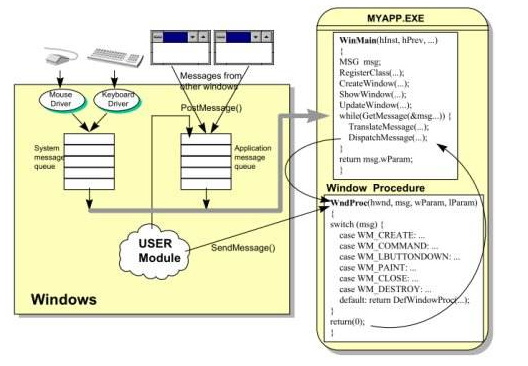 MYAPP.EXE
WinMain(hInst, hPrev, ...)
{
MSG  msg;
RegisterClass(...);
CreateWindow(...);
ShowWindow(...);
UpdateWindow(...);
while(GetMessage(&msg...)) {
TranslateMessage(...);
DispatchMessage(...);
}
return msg.wParam;
}
Window Procedure
WndProc(hwnd, msg, wParam, lParam)
{
switch (msg) {
case WM_CREATE: ...
case WM_COMMAND: ...
case WM_LBUTTONDOWN: ...
case WM_PAINT: ...
case WM_CLOSE: ...
case WM_DESTROY: ...
default: return DefWindowProc(...);
}
return(0);
}
Messages from
other windows
Mouse
Driver
Keyboard
Driver
PostMessage()
System
message
queue
Application
message
queue
USER
Module
SendMessage()
Windows